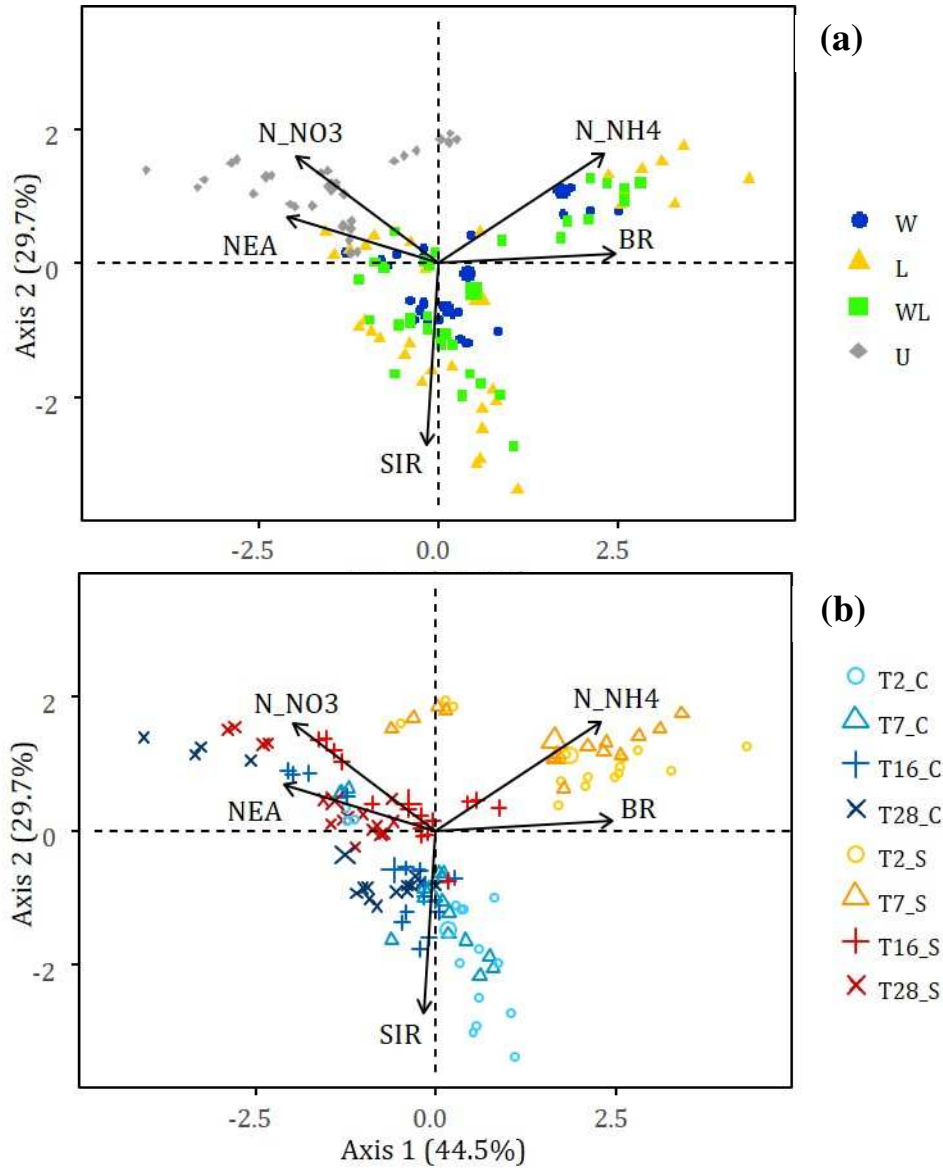 (a)
2
0
-2
Axis 2 (29.7%)
N_NO3
N_NH4
NEA
BR
SIR
-2.5
0.0
2.5
W
L
WL
U
(b)
2
0
-2
Axis 2 (29.7%)
N_NO3
N_NH4
NEA
BR
SIR
-2.5
0.0
2.5
Axis 1 (44.5%)
T2_C
T7_C
T16_C
T28_C
T2_S
T7_S
T16_S
T28_S